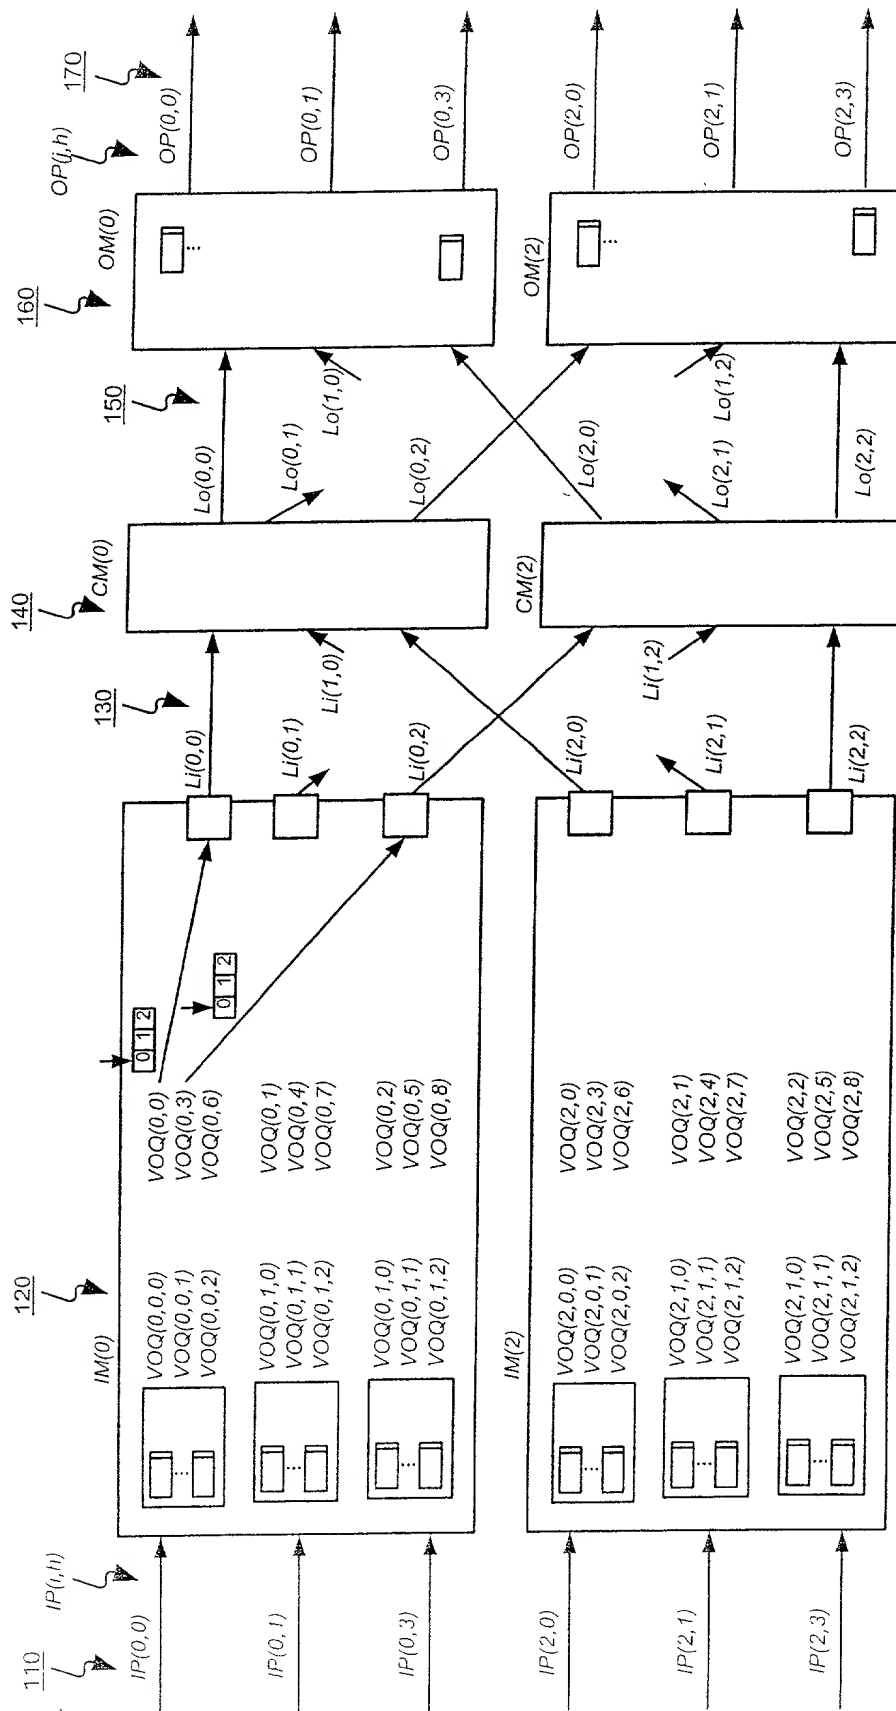 110
IP(i,h)
IP(0,0)
IP(0,1)
IP(0,3)
IP(2,0)
IP(2,1)
IP(2,3)
120
IM(0)
VOQ(0,0,0)
VOQ(0,0,1)
VOQ(0,0,2)
VOQ(0,1,0)
VOQ(0,1,1)
VOQ(0,1,2)
VOQ(0,1,0)
VOQ(0,1,1)
VOQ(0,1,2)
VOQ(0,0)
VOQ(0,3)
VOQ(0,6)
VOQ(0,1)
VOQ(0,4)
VOQ(0,7)
VOQ(0,2)
VOQ(0,5)
VOQ(0,8)
0 1 2
0 1 2
IM(2)
VOQ(2,0,0)
VOQ(2,0,1)
VOQ(2,0,2)
VOQ(2,1,0)
VOQ(2,1,1)
VOQ(2,1,2)
VOQ(2,1,0)
VOQ(2,1,1)
VOQ(2,1,2)
VOQ(2,0)
VOQ(2,3)
VOQ(2,6)
VOQ(2,1)
VOQ(2,4)
VOQ(2,7)
VOQ(2,2)
VOQ(2,5)
VOQ(2,8)
130
Li(0,0)
Li(0,1)
Li(0,2)
Li(2,0)
Li(2,1)
Li(2,2)
Li(1,0)
Li(1,2)
140
CM(0)
CM(2)
150
Lo(0,0)
Lo(0,1)
Lo(0,2)
Lo(2,0)
Lo(2,1)
Lo(2,2)
Lo(1,0)
Lo(1,2)
160
OM(0)
OM(2)
OP(j,h)
170
OP(0,0)
OP(0,1)
OP(0,3)
OP(2,0)
OP(2,1)
OP(2,3)